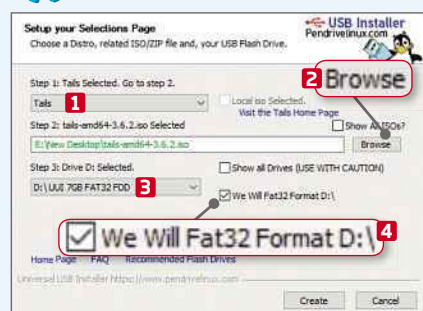 Setup your Selections Page
Choose a Distro, related ISO/ZIP file and, your USB Flash Drive.
USB Installer
Pendrivelinux.com
2 Browse
Step 1: Tails Selected. Go to step 2.
Tails 1
Local iso Selected.
Visit the Tails Home Page
Step 2: tails-amd64-3.6.2.iso Selected
Show All ISOs?
E:\New Desktop\tails-amd64-3.6.2.iso
Browse
Step 3: Drive D: Selected.
Show all Drives (USE WITH CAUTION)
D:\ UUI 7GB FAT32 FDD 3
We Will Fat32 Format D:\
We Will Fat32 Format D:\ 4
Home Page FAQ Recommended Flash Drives
Universal USB Installer https://www.pendrivelinux.com
Create
Cancel